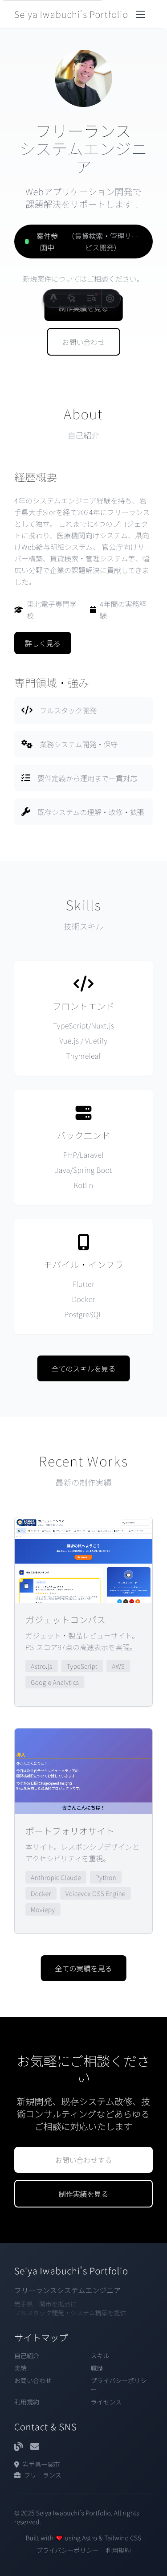 Seiya Iwabuchi's Portfolio
フリーランス
システムエンジニ
ア
Webアプリケーション開発で
課題解決をサポートします！
案件参
画中
（賃貸検索・管理サー
ビス開発）
新規案件についてはご相談ください。
制作実績を見る
お問い合わせ
About
自己紹介
経歴概要
4年のシステムエンジニア経験を持ち、岩
手県大手SIerを経て2024年にフリーランス
として独立。 これまでに4つのプロジェク
トに携わり、医療機関向けシステム、県向
けWeb給与明細システム、 官公庁向けサー
バー構築、賃貸検索・管理システム等、幅広
い分野で企業の課題解決に貢献してきま
した。
東北電子専門学
校
4年間の実務経
験
詳しく見る
専門領域・強み
フルスタック開発
業務システム開発・保守
要件定義から運用まで一貫対応
既存システムの理解・改修・拡張
Skills
技術スキル
フロントエンド
TypeScript/Nuxt.js
Vue.js / Vuetify
Thymeleaf
バックエンド
PHP/Laravel
Java/Spring Boot
Kotlin
モバイル・インフラ
Flutter
Docker
PostgreSQL
全てのスキルを見る
Recent Works
最新の制作実績
ガジェットコンパス
ガジェット・製品レビューサイト。
PSIスコア97点の高速表示を実現。
Astro.js
TypeScript
AWS
Google Analytics
皆さんこんにちは！
ポートフォリオサイト
本サイト。レスポンシブデザインと
アクセシビリティを重視。
Anthropic Claude
Python
Docker
Voicevox OSS Engine
Moviepy
全ての実績を見る
お気軽にご相談くださ
い
新規開発、既存システム改修、技
術コンサルティングなどあらゆる
ご相談に対応いたします
お問い合わせする
制作実績を見る
Seiya Iwabuchi's Portfolio
フリーランスシステムエンジニア
岩手県一関市を拠点に
フルスタック開発・システム構築を提供
サイトマップ
自己紹介
スキル
実績
職歴
お問い合わせ
プライバシーポリシ
ー
利用規約
ライセンス
Contact & SNS
岩手県一関市
フリーランス
© 2025 Seiya Iwabuchi's Portfolio. All rights
reserved.
Built with
using Astro & Tailwind CSS
プライバシーポリシー
利用規約